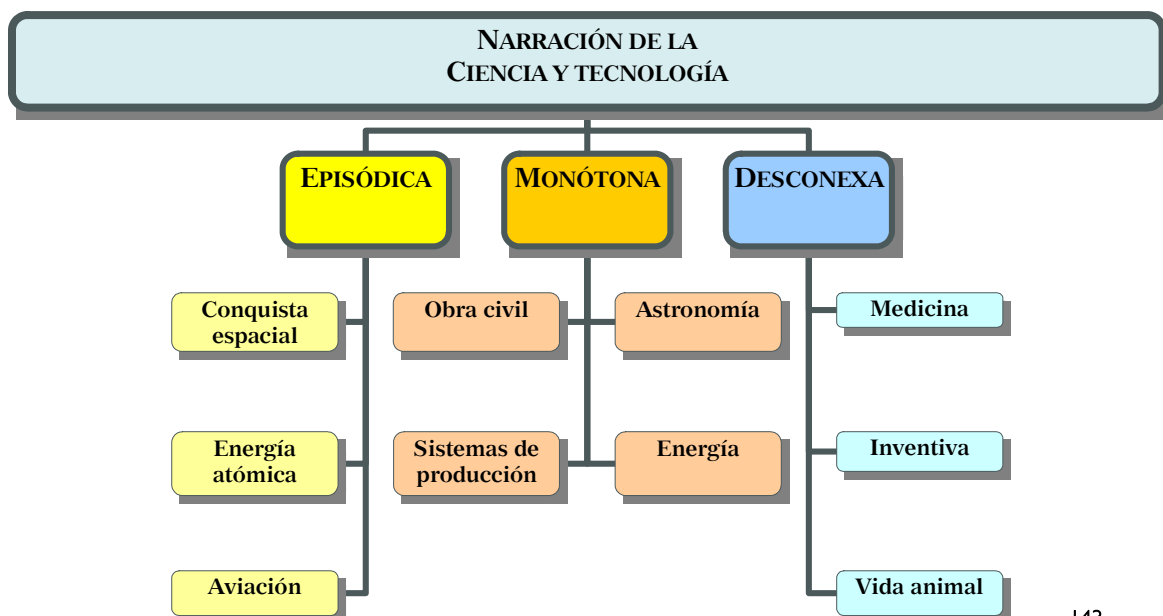 NARRACIÓN DE LA
CIENCIA Y TECNOLOGÍA
EPISÓDICA
MONÓTONA
DESCONEXA
Conquista
espacial
Obra civil
Astronomía
Medicina
Energía
atómica
Sistemas de
producción
Energía
Inventiva
Aviación
Vida animal